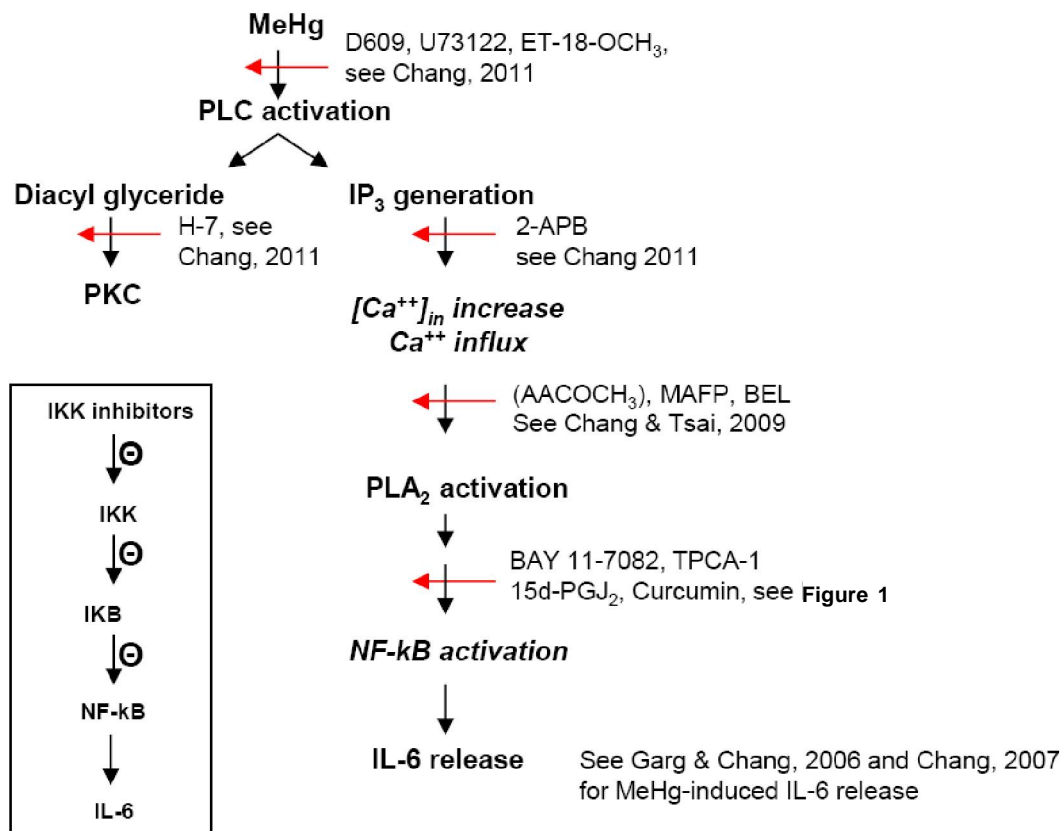 MeHg
D609, U73122, ET-18-OCH₃,
see Chang, 2011
PLC activation
Diacyl glyceride
IP₃ generation
H-7, see
Chang, 2011
2-APB
see Chang 2011
PKC
[Ca⁺⁺]in increase
Ca⁺⁺ influx
(AACOCH₃), MAFP, BEL
See Chang & Tsai, 2009
PLA₂ activation
BAY 11-7082, TPCA-1
15d-PGJ₂, Curcumin, see Figure 1
NF-kB activation
IL-6 release
See Garg & Chang, 2006 and Chang, 2007
for MeHg-induced IL-6 release
IKK inhibitors
Θ
IKK
Θ
IKB
Θ
NF-kB
IL-6